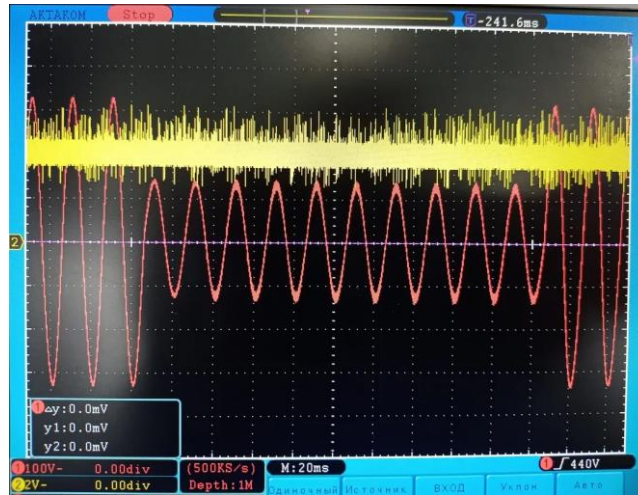 AKTAKOM Stop T -241.6ms
2
1 △y:0.0mV
y1:0.0mV
y2:0.0mV
1 100V~ 0.00div (500KS/s) M:20ms 1 440V
2 2V~ 0.00div Depth:1M
Одиночный Источник ВХОД Уклон Авто